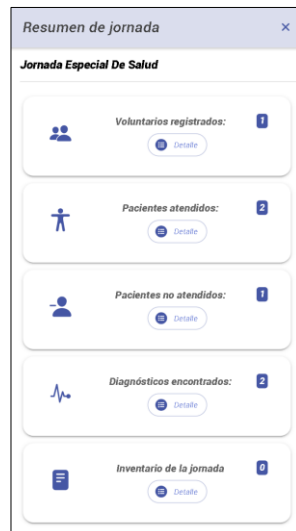 Resumen de jornada ×
Jornada Especial De Salud
Voluntarios registrados: 1
Detalle
Pacientes atendidos: 2
Detalle
Pacientes no atendidos: 1
Detalle
Diagnósticos encontrados: 2
Detalle
Inventario de la jornada 0
Detalle